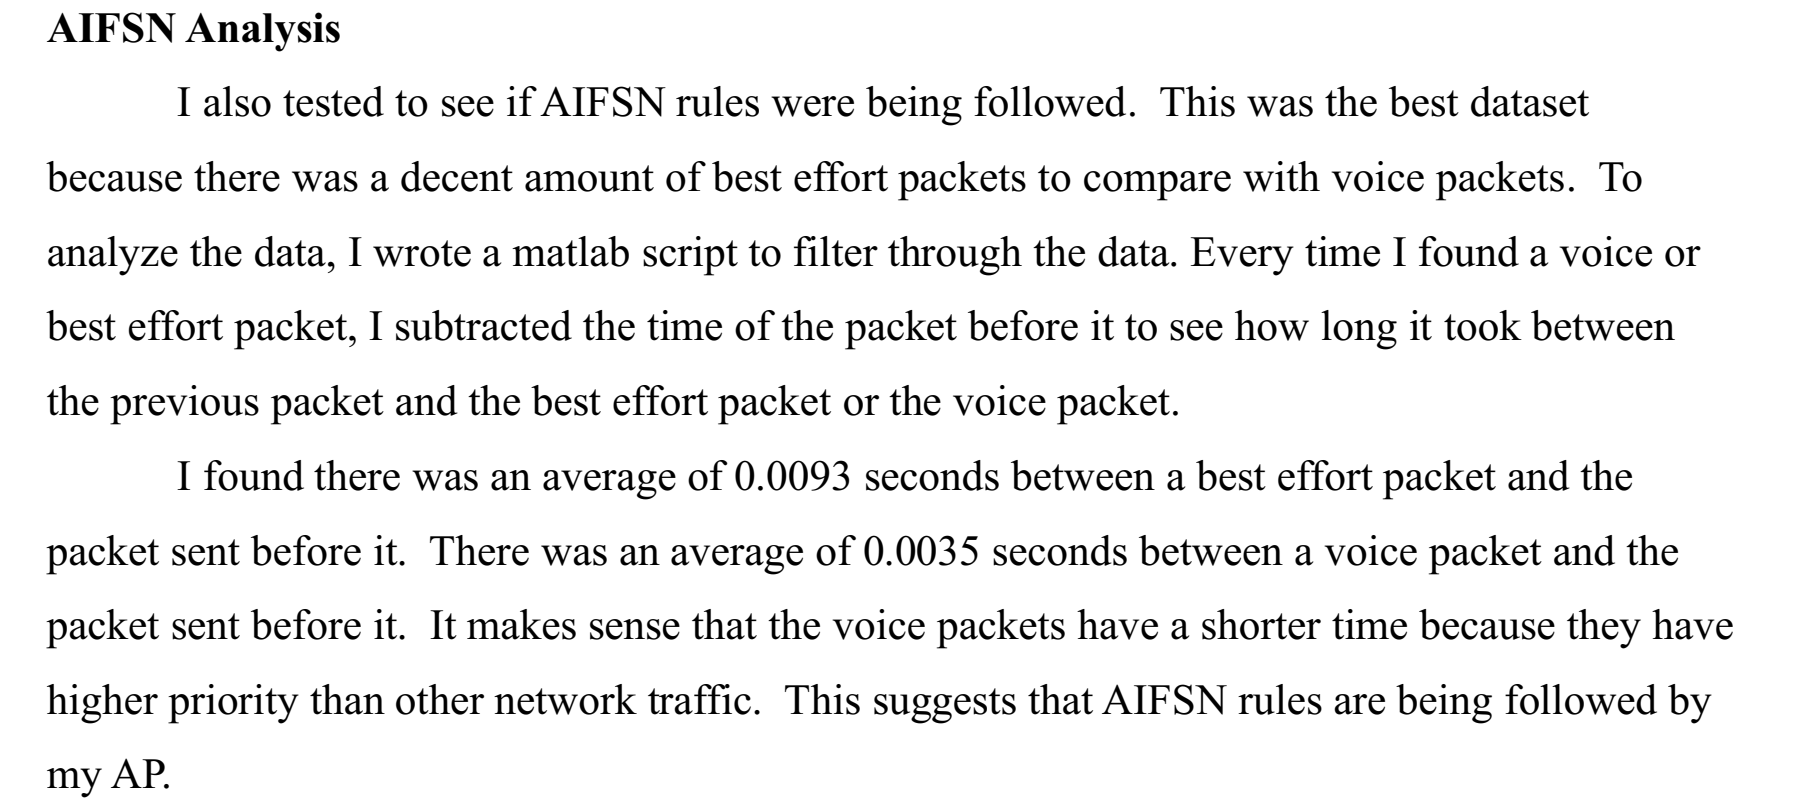 AIFSN Analysis
I also tested to see if AIFSN rules were being followed.  This was the best dataset
because there was a decent amount of best effort packets to compare with voice packets.  To
analyze the data, I wrote a matlab script to filter through the data. Every time I found a voice or
best effort packet, I subtracted the time of the packet before it to see how long it took between
the previous packet and the best effort packet or the voice packet.
I found there was an average of 0.0093 seconds between a best effort packet and the
packet sent before it.  There was an average of 0.0035 seconds between a voice packet and the
packet sent before it.  It makes sense that the voice packets have a shorter time because they have
higher priority than other network traffic.  This suggests that AIFSN rules are being followed by
my AP.